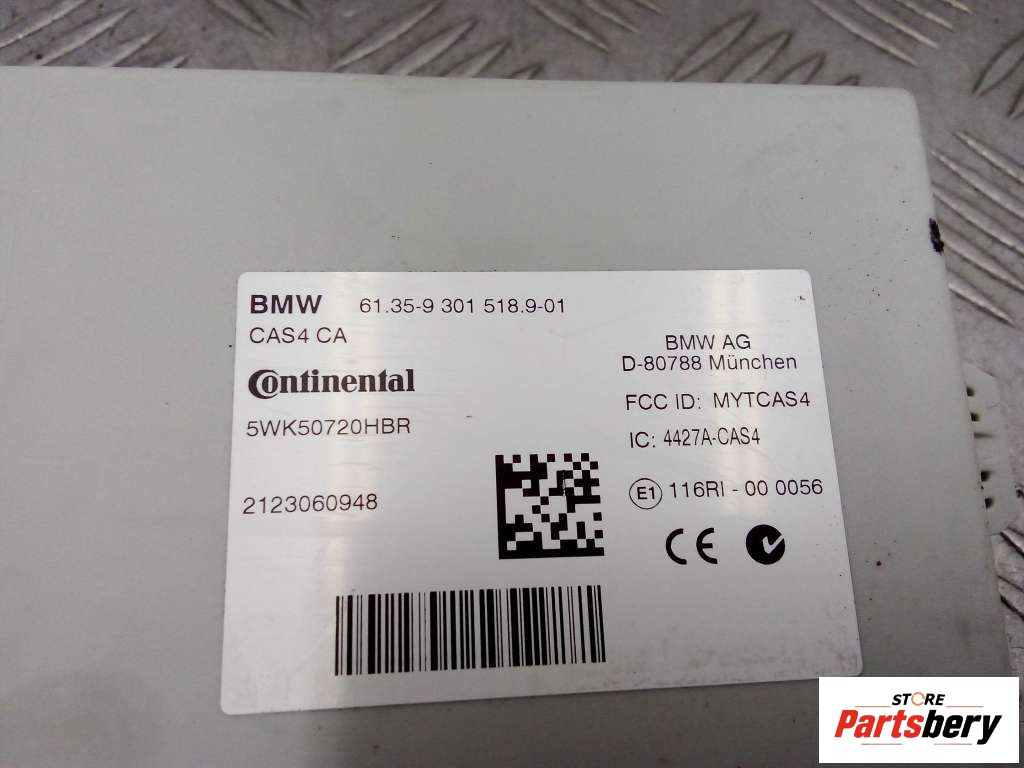 BMW 61.35-9 301 518.9-01
CAS4 CA
Continental
5WK50720HBR
2123060948
BMW AG
D-80788 München
FCC ID: MYTCAS4
IC: 4427A-CAS4
E1 116RI - 00 0056
CE
STORE
Partsbery